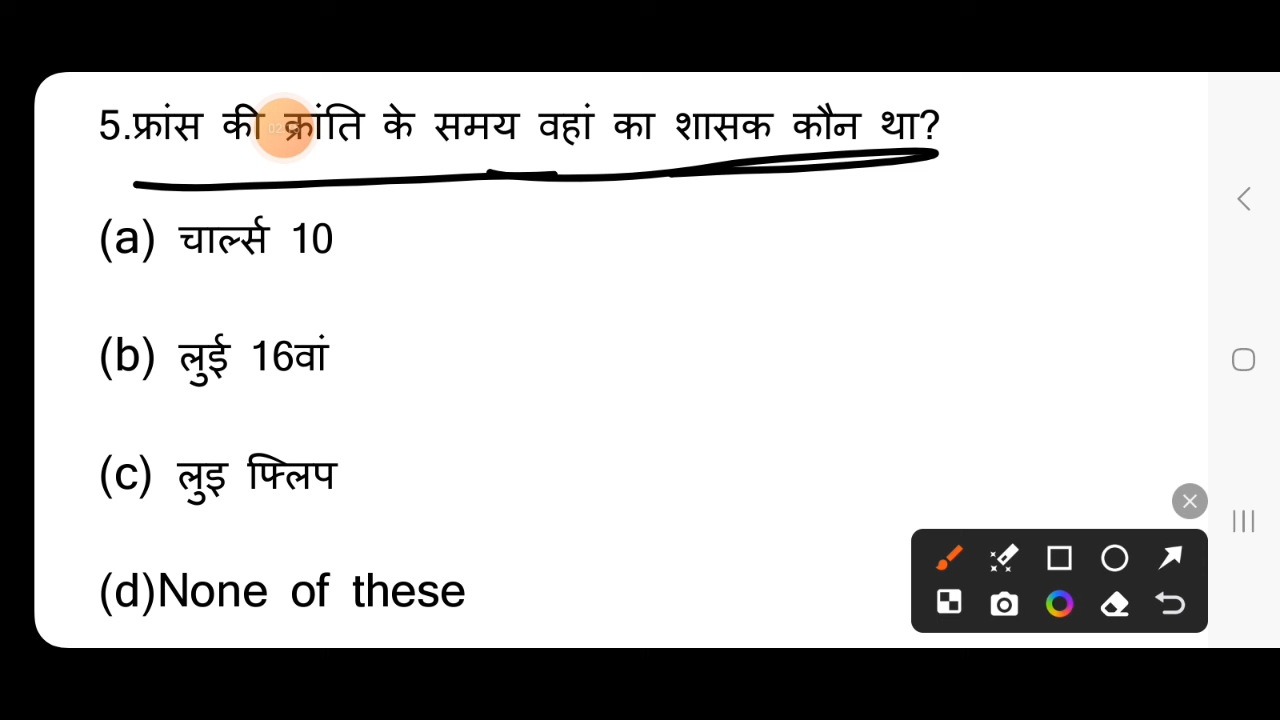 5.फ्रांस की क्रांति के समय वहां का शासक कौन था?
(a) चार्ल्स 10
(b) लुई 16वां
(c) लुइ फ्लिप
(d)None of these